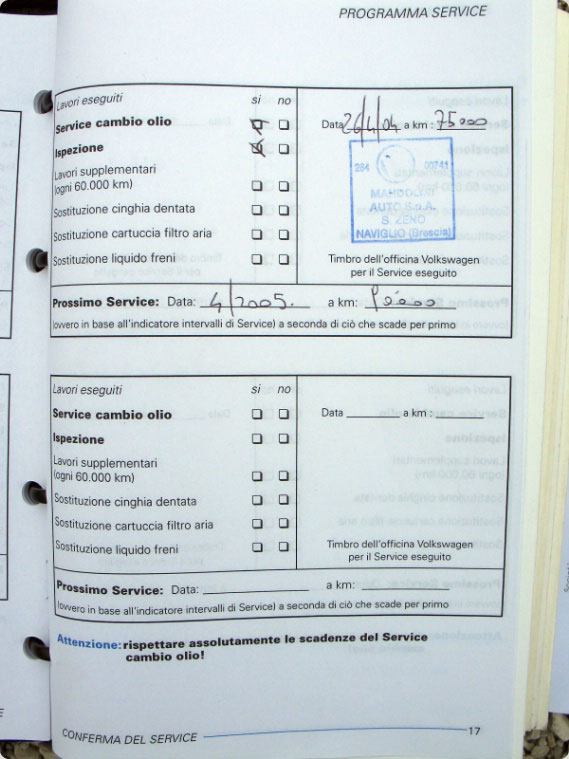 PROGRAMMA SERVICE
Lavori eseguiti si no
Service cambio olio
Data 26/4/04 a km : 75000
Ispezione
Lavori supplementari
(ogni 60.000 km)
264 00741
AUTO S.p.A.
S. ZENO
NAVIGLIO (Brescia)
Sostituzione cinghia dentata
Sostituzione cartuccia filtro aria
Sostituzione liquido freni
Timbro dell'officina Volkswagen
per il Service eseguito
Prossimo Service: Data: 4/2005. a km:
(ovvero in base all'indicatore intervalli di Service) a seconda di ciò che scade per primo
Lavori eseguiti si no
Service cambio olio
Data a km :
Ispezione
Lavori supplementari
(ogni 60.000 km)
Sostituzione cinghia dentata
Sostituzione cartuccia filtro aria
Sostituzione liquido freni
Timbro dell'officina Volkswagen
per il Service eseguito
Prossimo Service: Data: a km:
(ovvero in base all'indicatore intervalli di Service) a seconda di ciò che scade per primo
Attenzione: rispettare assolutamente le scadenze del Service
cambio olio!
CONFERMA DEL SERVICE 17